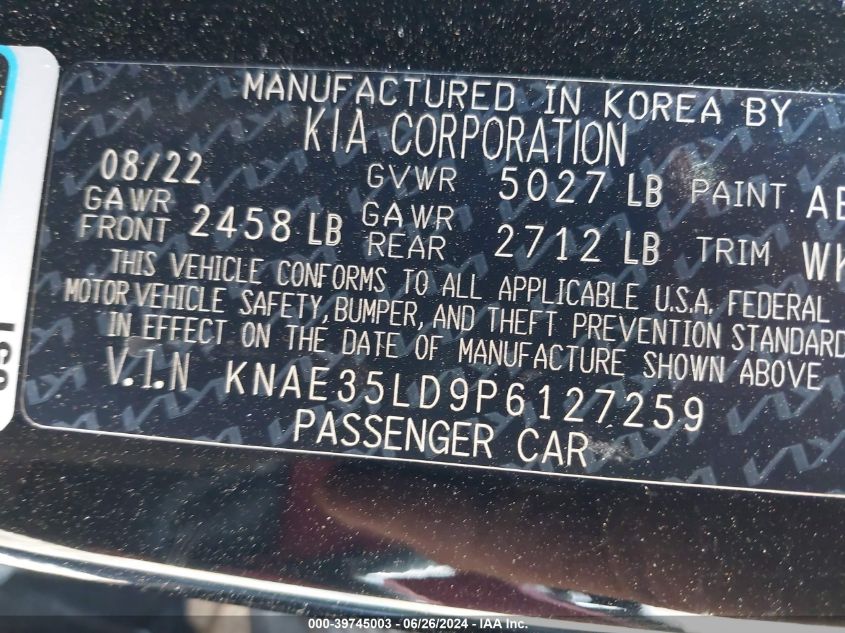 MANUFACTURED IN KOREA BY
KIA CORPORATION
08/22 GVWR 5027 LB PAINT
GAWR FRONT 2458 LB GAWR REAR 2712 LB TRIM
THIS VEHICLE CONFORMS TO ALL APPLICABLE U.S.A. FEDERAL
MOTOR VEHICLE SAFETY, BUMPER, AND THEFT PREVENTION STANDARD
IN EFFECT ON THE DATE OF MANUFACTURE SHOWN ABOVE
V.I.N KNAE35LD9P6127259
PASSENGER CAR
000-39745003 - 06/26/2024 - IAA Inc.